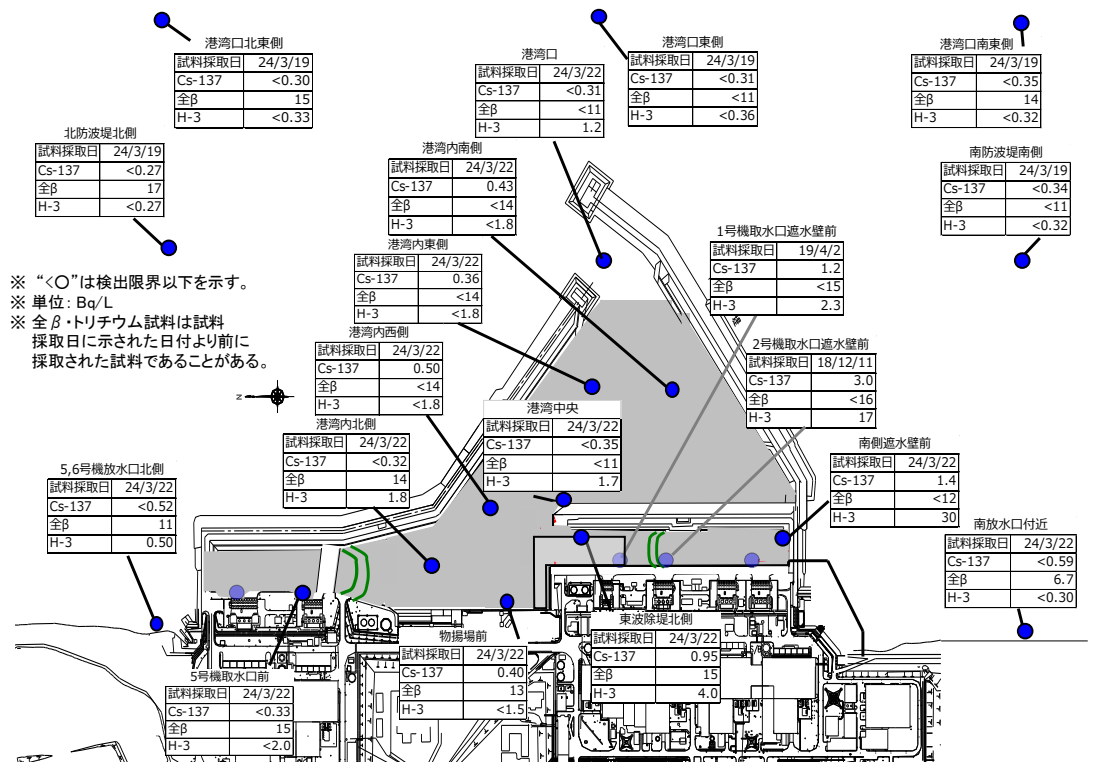 港湾口北東側
試料採取日 24/3/19
Cs-137 <0.30
全β 15
H-3 <0.33
港湾口
試料採取日 24/3/22
Cs-137 <0.31
全β <11
H-3 1.2
港湾口東側
試料採取日 24/3/19
Cs-137 <0.31
全β <11
H-3 <0.36
港湾口南東側
試料採取日 24/3/19
Cs-137 <0.35
全β 14
H-3 <0.32
北防波堤北側
試料採取日 24/3/19
Cs-137 <0.27
全β 17
H-3 <0.27
港湾内南側
試料採取日 24/3/22
Cs-137 0.43
全β <14
H-3 <1.8
南防波堤南側
試料採取日 24/3/19
Cs-137 <0.34
全β <11
H-3 <0.32
港湾内東側
試料採取日 24/3/22
Cs-137 0.36
全β <14
H-3 <1.8
1号機取水口遮水壁前
試料採取日 19/4/2
Cs-137 1.2
全β <15
H-3 2.3
※ “<○”は検出限界以下を示す。
※ 単位: Bq/L
※ 全β・トリチウム試料は試料
採取日に示された日付より前に
採取された試料であることがある。
N
港湾内西側
試料採取日 24/3/22
Cs-137 0.50
全β <14
H-3 <1.8
2号機取水口遮水壁前
試料採取日 18/12/11
Cs-137 3.0
全β <16
H-3 17
港湾中央
試料採取日 24/3/22
Cs-137 <0.35
全β <11
H-3 1.7
港湾内北側
試料採取日 24/3/22
Cs-137 <0.32
全β 14
H-3 1.8
南側遮水壁前
試料採取日 24/3/22
Cs-137 1.4
全β <12
H-3 30
5,6号機放水口北側
試料採取日 24/3/22
Cs-137 <0.52
全β 11
H-3 0.50
南放水口付近
試料採取日 24/3/22
Cs-137 <0.59
全β 6.7
H-3 <0.30
東波除堤北側
試料採取日 24/3/22
Cs-137 0.95
全β 15
H-3 4.0
物揚場前
試料採取日 24/3/22
Cs-137 0.40
全β 13
H-3 <1.5
5号機取水口前
試料採取日 24/3/22
Cs-137 <0.33
全β 15
H-3 <2.0